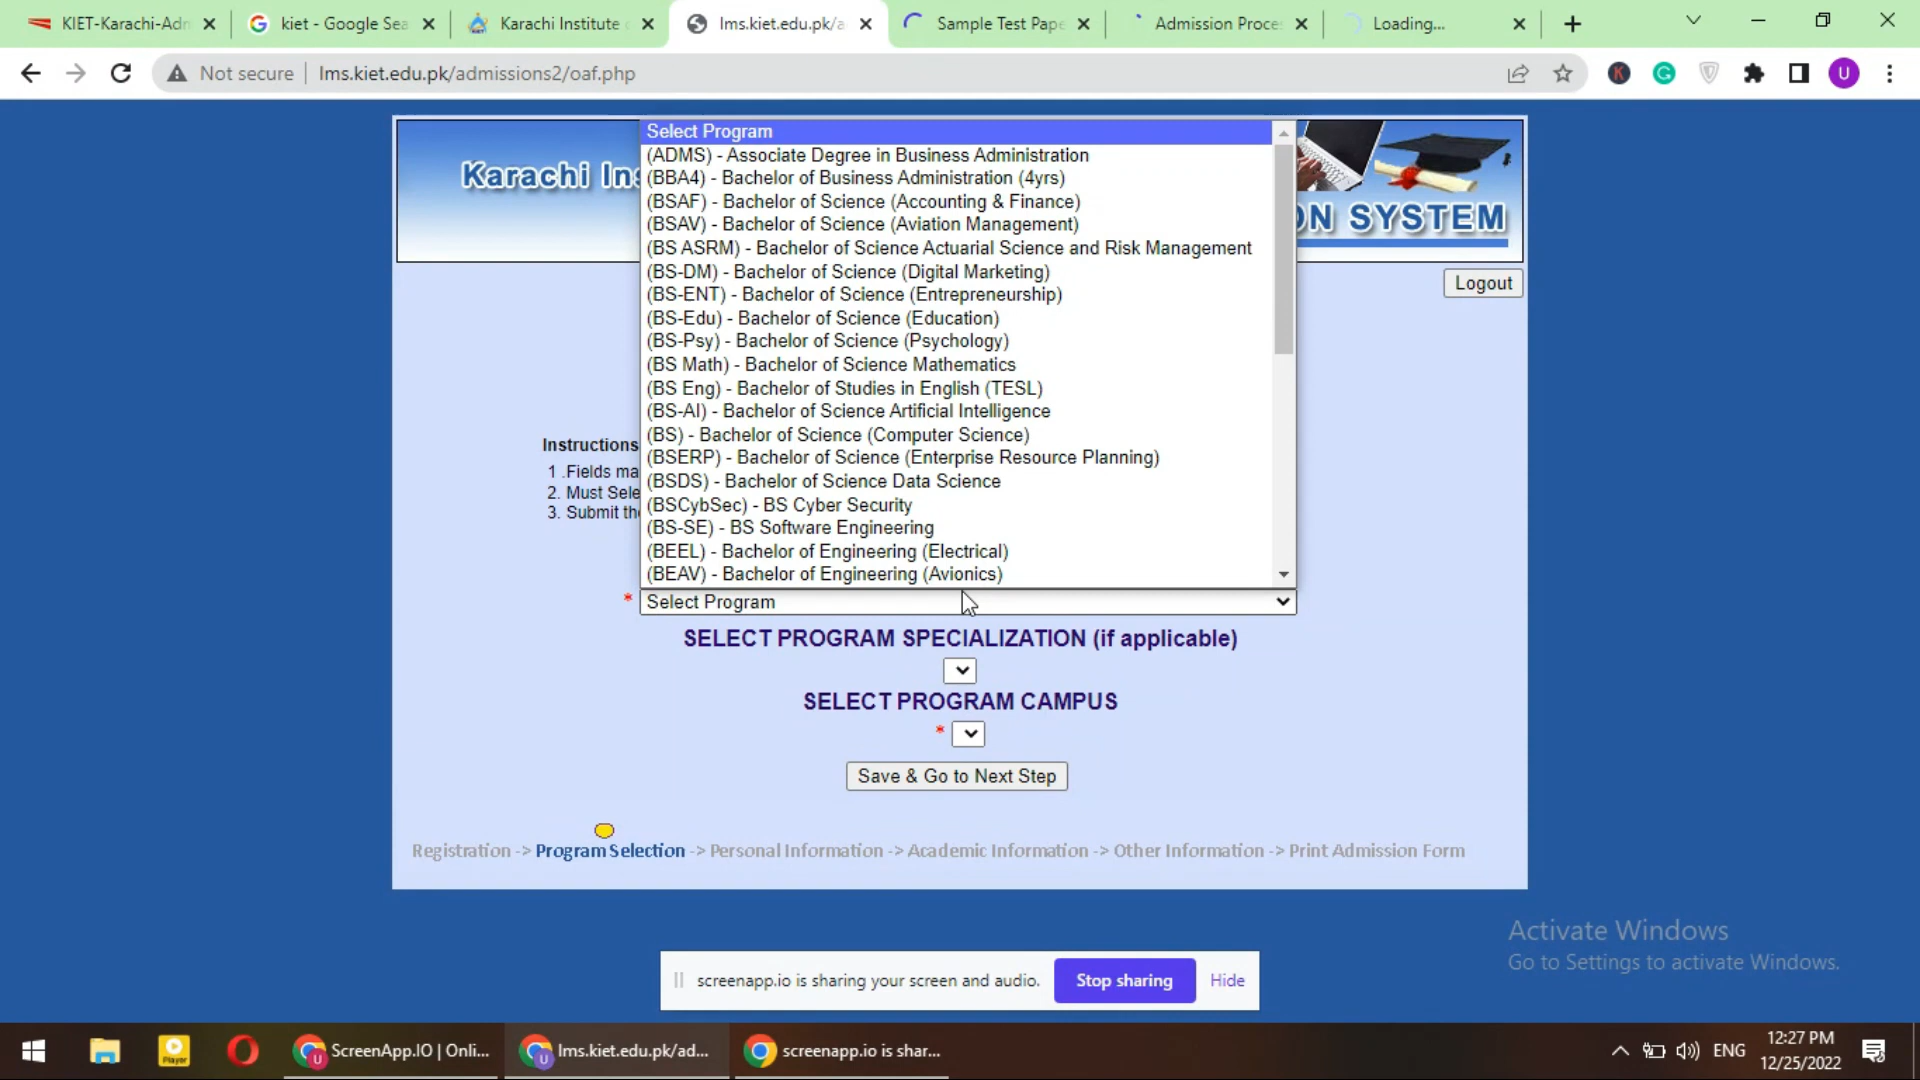 KIET-Karachi-Adn
kiet - Google Sea
Karachi Institute
lms.kiet.edu.pk/a
Sample Test Pape
Admission Proce
Loading...
Not secure
lms.kiet.edu.pk/admissions2/oaf.php
Karachi Ins
ON SYSTEM
Logout
Select Program
(ADMS) - Associate Degree in Business Administration
(BBA4) - Bachelor of Business Administration (4yrs)
(BSAF) - Bachelor of Science (Accounting & Finance)
(BSAV) - Bachelor of Science (Aviation Management)
(BS ASRM) - Bachelor of Science Actuarial Science and Risk Management
(BS-DM) - Bachelor of Science (Digital Marketing)
(BS-ENT) - Bachelor of Science (Entrepreneurship)
(BS-Edu) - Bachelor of Science (Education)
(BS-Psy) - Bachelor of Science (Psychology)
(BS Math) - Bachelor of Science Mathematics
(BS Eng) - Bachelor of Studies in English (TESL)
(BS-AI) - Bachelor of Science Artificial Intelligence
(BS) - Bachelor of Science (Computer Science)
(BSERP) - Bachelor of Science (Enterprise Resource Planning)
(BSDS) - Bachelor of Science Data Science
(BSCybSec) - BS Cyber Security
(BS-SE) - BS Software Engineering
(BEEL) - Bachelor of Engineering (Electrical)
(BEAV) - Bachelor of Engineering (Avionics)
Instructions
1 .Fields ma
2. Must Sele
3. Submit th
* Select Program
SELECT PROGRAM SPECIALIZATION (if applicable)
SELECT PROGRAM CAMPUS
*
Save & Go to Next Step
Registration -> Program Selection -> Personal Information -> Academic Information -> Other Information -> Print Admission Form
Activate Windows
Go to Settings to activate Windows.
screenapp.io is sharing your screen and audio.
Stop sharing
Hide
Player
ScreenApp.IO | Onli...
lms.kiet.edu.pk/ad...
screenapp.io is shar...
ENG
12:27 PM
12/25/2022